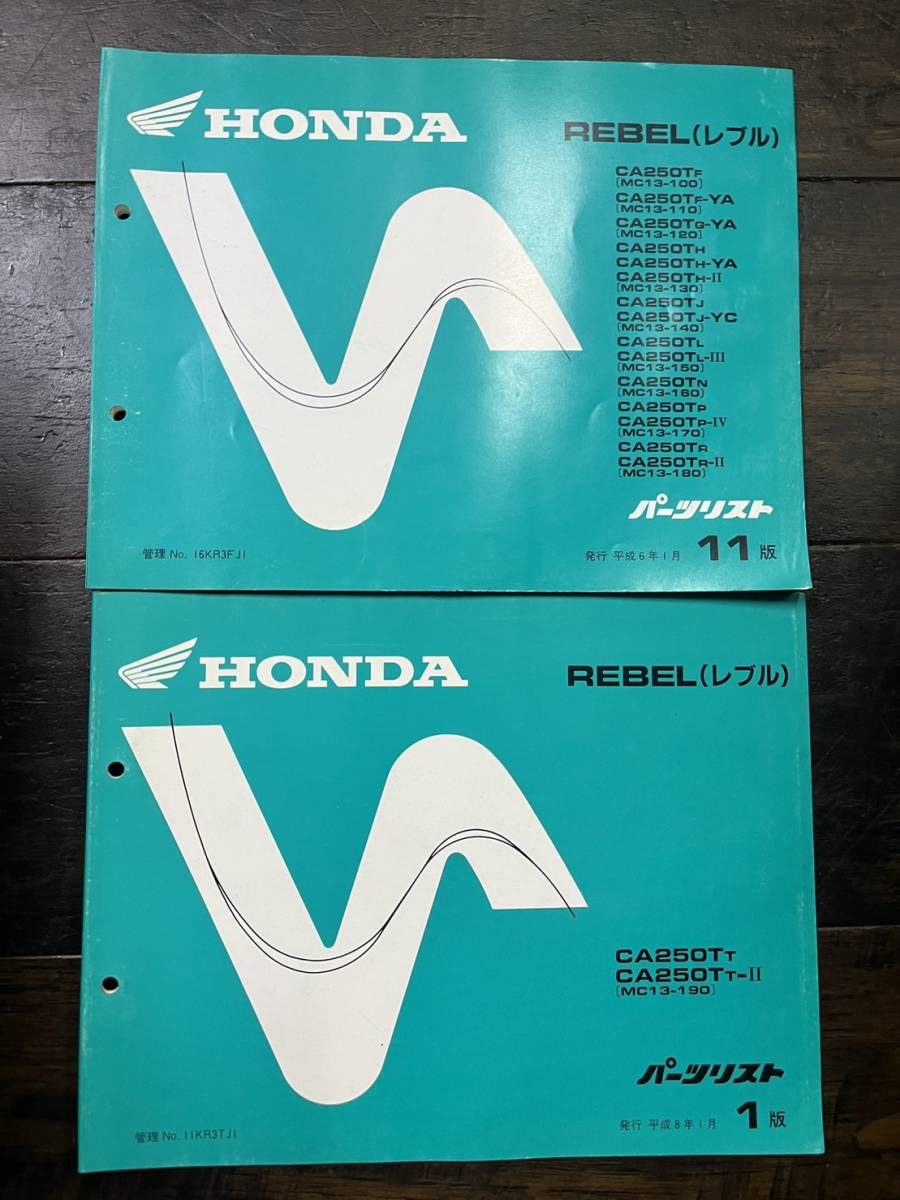 HONDA
REBEL(レブル)
CA250TF
(MC13-100)
CA250TF-YA
(MC13-110)
CA250TG-YA
(MC13-120)
CA250TH
CA250TH-YA
CA250TH-II
(MC13-130)
CA250TJ
CA250TJ-YC
(MC13-140)
CA250TL
CA250TL-III
(MC13-150)
CA250TN
(MC13-160)
CA250TP
CA250TP-IV
(MC13-170)
CA250TR
CA250TR-II
(MC13-180)
パーツリスト
管理 No. 16KR3FJ1
発行 平成6年1月 11版
HONDA
REBEL(レブル)
CA250TT
CA250TT-II
(MC13-190)
パーツリスト
管理 No. 11KR3TJ1
発行 平成8年1月 1版